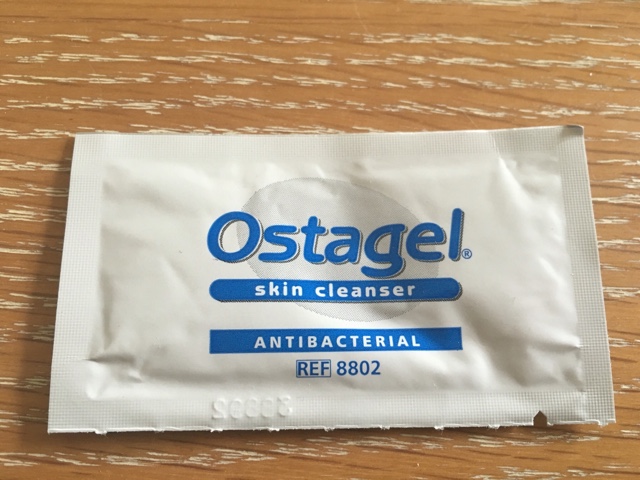 Ostagel®
skin cleanser
ANTIBACTERIAL
REF 8802